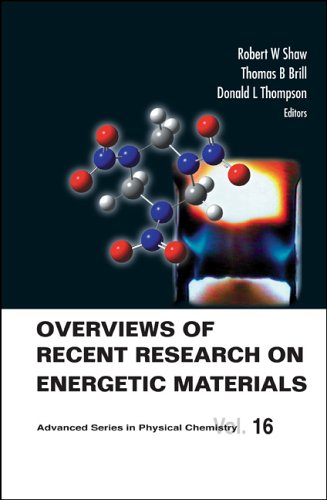 Robert W Shaw
Thomas B Brill
Donald L Thompson
Editors
OVERVIEWS OF
RECENT RESEARCH ON
ENERGETIC MATERIALS
Advanced Series in Physical Chemistry Vol. 16